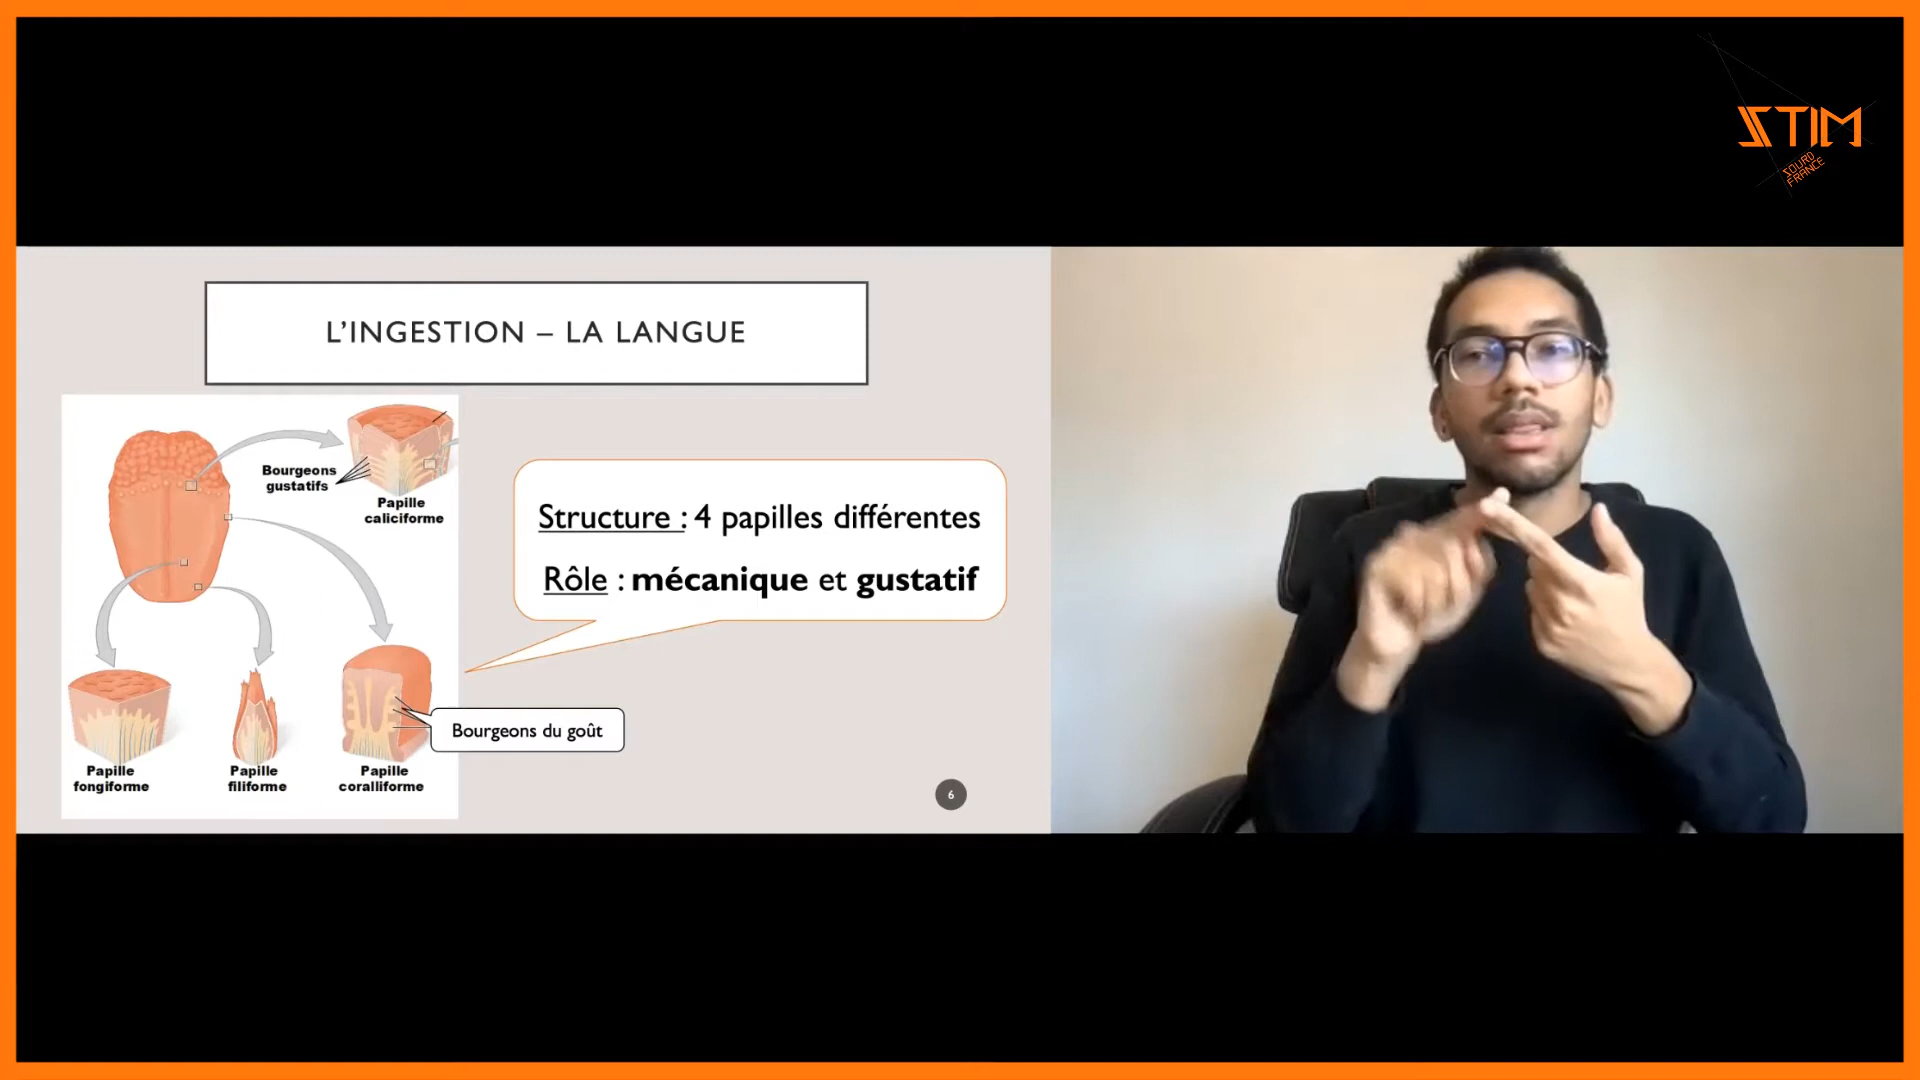 STIM
SOURD
FRANCE
L'INGESTION – LA LANGUE
Bourgeons
gustatifs
Papille
caliciforme
Structure : 4 papilles différentes
Rôle : mécanique et gustatif
Bourgeons du goût
Papille
fongiforme
Papille
filiforme
Papille
coralliforme
6